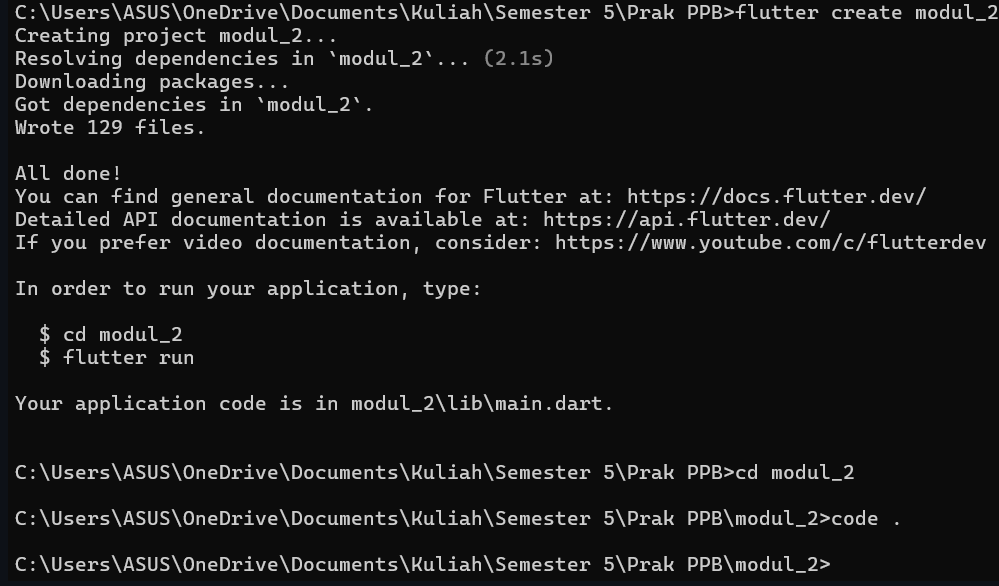 C:\Users\ASUS\OneDrive\Documents\Kuliah\Semester 5\Prak PPB>flutter create modul_2
Creating project modul_2...
Resolving dependencies in `modul_2`... (2.1s)
Downloading packages...
Got dependencies in `modul_2`.
Wrote 129 files.
All done!
You can find general documentation for Flutter at: https://docs.flutter.dev/
Detailed API documentation is available at: https://api.flutter.dev/
If you prefer video documentation, consider: https://www.youtube.com/c/flutterdev
In order to run your application, type:
$ cd modul_2
$ flutter run
Your application code is in modul_2\lib\main.dart.
C:\Users\ASUS\OneDrive\Documents\Kuliah\Semester 5\Prak PPB>cd modul_2
C:\Users\ASUS\OneDrive\Documents\Kuliah\Semester 5\Prak PPB\modul_2>code .
C:\Users\ASUS\OneDrive\Documents\Kuliah\Semester 5\Prak PPB\modul_2>